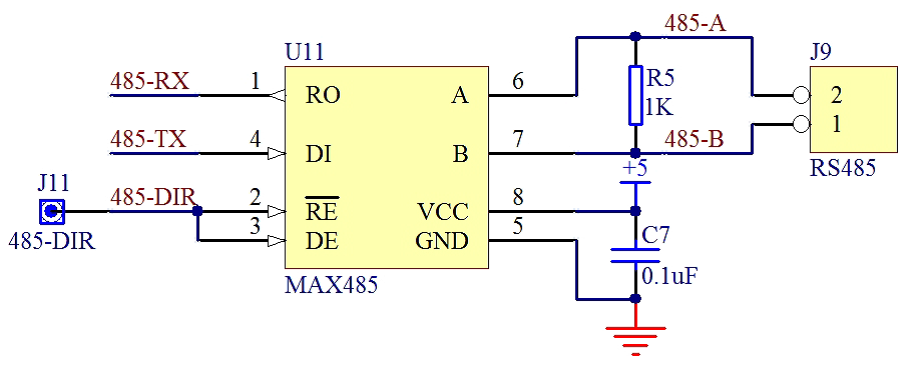 U11
485-A
J9
485-RX
1
RO
A
6
R5
1K
2
485-TX
4
DI
B
7
485-B
1
+5
RS485
J11
485-DIR
485-DIR
2
RE
VCC
8
3
DE
GND
5
C7
0.1uF
MAX485